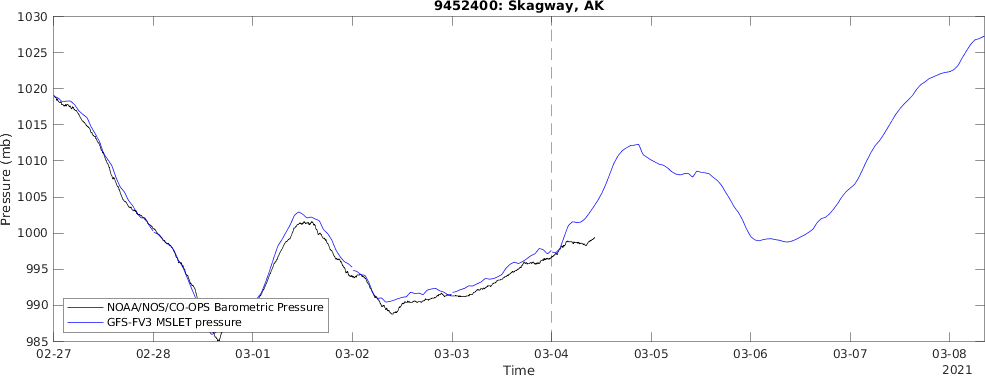 9452400: Skagway, AK
Pressure (mb)
1030
1025
1020
1015
1010
1005
1000
995
990
985
NOAA/NOS/CO-OPS Barometric Pressure
GFS-FV3 MSLET pressure
02-27 02-28 03-01 03-02 03-03 03-04 03-05 03-06 03-07 03-08
Time
2021